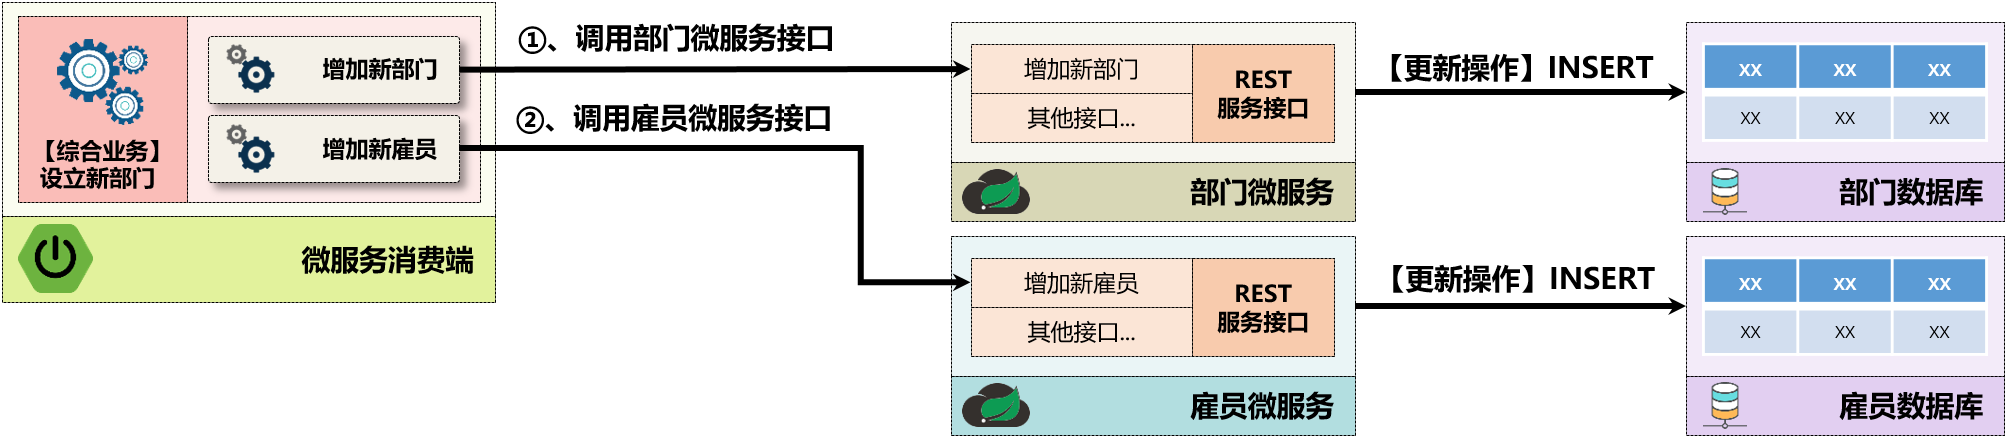 【综合业务】
设立新部门
增加新部门
增加新雇员
微服务消费端
①、调用部门微服务接口
②、调用雇员微服务接口
增加新部门
其他接口...
REST
服务接口
部门微服务
【更新操作】INSERT
XX XX XX
XX XX XX
部门数据库
增加新雇员
其他接口...
REST
服务接口
雇员微服务
【更新操作】INSERT
XX XX XX
XX XX XX
雇员数据库